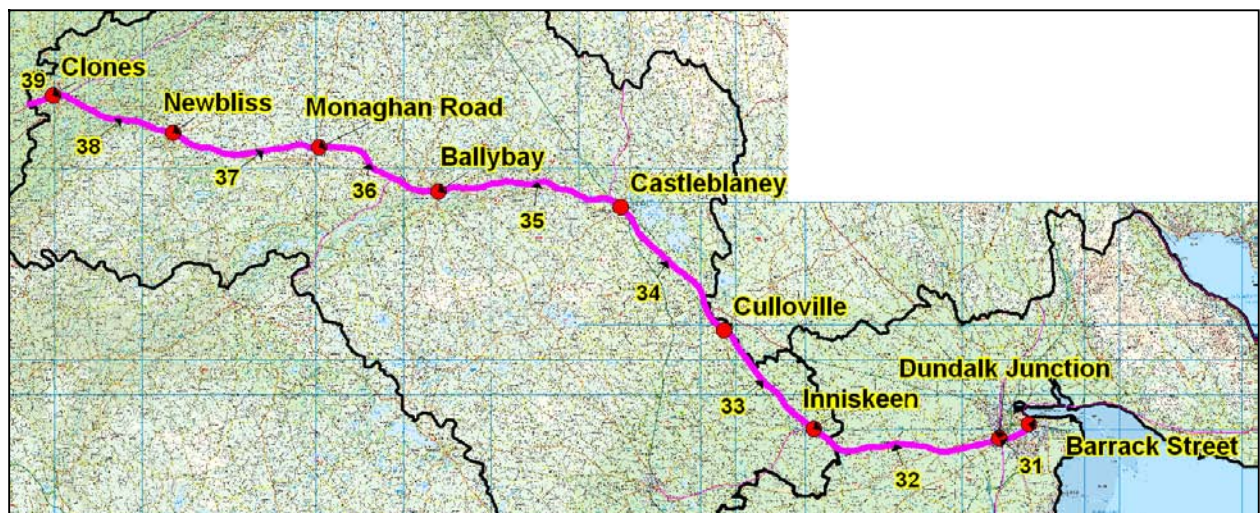 39
Clones
Newbliss
Monaghan Road
38
37
Ballybay
36
Castleblaney
35
34
Culloville
Dundalk Junction
33
Inniskeen
Barrack Street
31
32